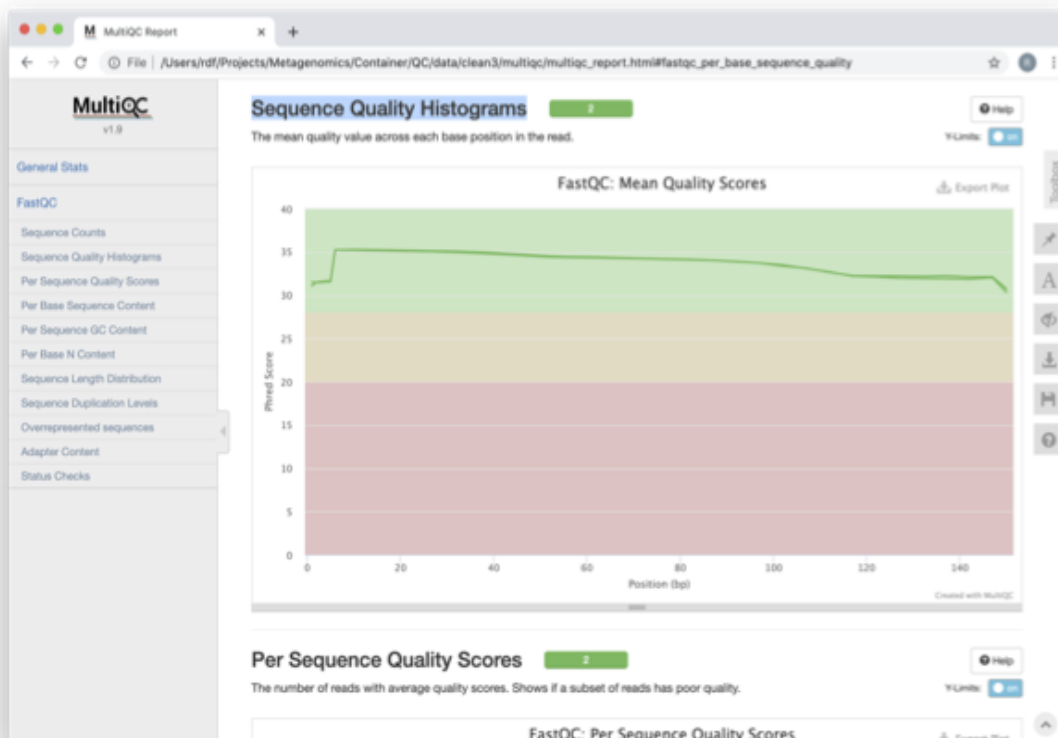 M MultiQC Report
File | /Users/rdf/Projects/Metagenomics/Container/QC/data/clean3/multiqc/multiqc_report.html#fastqc_per_base_sequence_quality
MultiQC
v1.9
General Stats
FastQC
Sequence Counts
Sequence Quality Histograms
Per Sequence Quality Scores
Per Base Sequence Content
Per Sequence GC Content
Per Base N Content
Sequence Length Distribution
Sequence Duplication Levels
Overrepresented sequences
Adapter Content
Status Checks
Sequence Quality Histograms 2
Help
The mean quality value across each base position in the read.
Y-Limits: on
Toolbox
A
FastQC: Mean Quality Scores
Export Plot
Phred Score
40
35
30
25
20
15
10
5
0
0 20 40 60 80 100 120 140
Position (bp)
Created with MultiQC
Per Sequence Quality Scores 2
Help
The number of reads with average quality scores. Shows if a subset of reads has poor quality.
Y-Limits: on
FastQC: Per Sequence Quality Scores
Export Plot